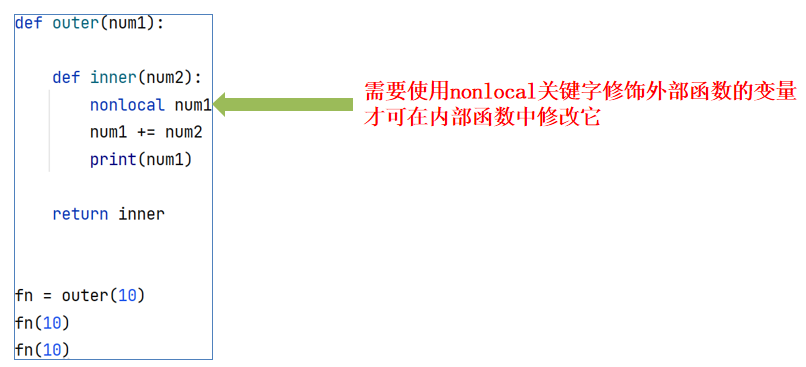 def outer(num1):
def inner(num2):
nonlocal num1
num1 += num2
print(num1)
return inner
fn = outer(10)
fn(10)
fn(10)
需要使用nonlocal关键字修饰外部函数的变量
才可在内部函数中修改它